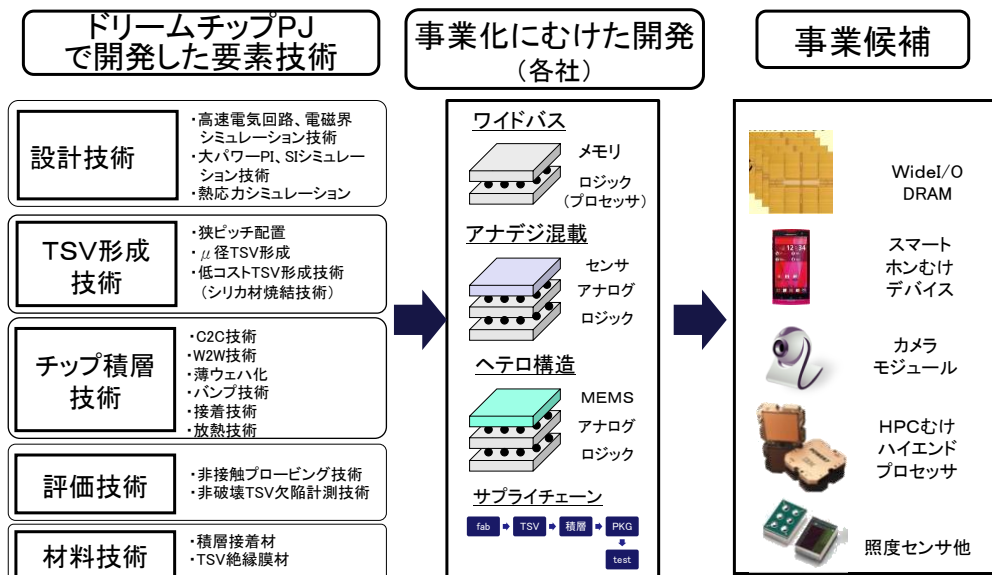 ドリームチップPJ
で開発した要素技術
設計技術
・高速電気回路、電磁界
シミュレーション技術
・大パワーPI、SIシミュレー
ション技術
・熱応力シミュレーション
TSV形成
技術
・狭ピッチ配置
・μ径TSV形成
・低コストTSV形成技術
(シリカ材焼結技術)
チップ積層
技術
・C2C技術
・W2W技術
・薄ウェハ化
・バンプ技術
・接着技術
・放熱技術
評価技術
・非接触プロービング技術
・非破壊TSV欠陥計測技術
材料技術
・積層接着材
・TSV絶縁膜材
事業化にむけた開発
(各社)
ワイドバス
メモリ
ロジック
(プロセッサ)
アナデジ混載
センサ
アナログ
ロジック
ヘテロ構造
MEMS
アナログ
ロジック
サプライチェーン
fab
TSV
積層
PKG
test
事業候補
WideI/O
DRAM
12:34
スマート
ホンむけ
デバイス
カメラ
モジュール
HPCむけ
ハイエンド
プロセッサ
照度センサ他